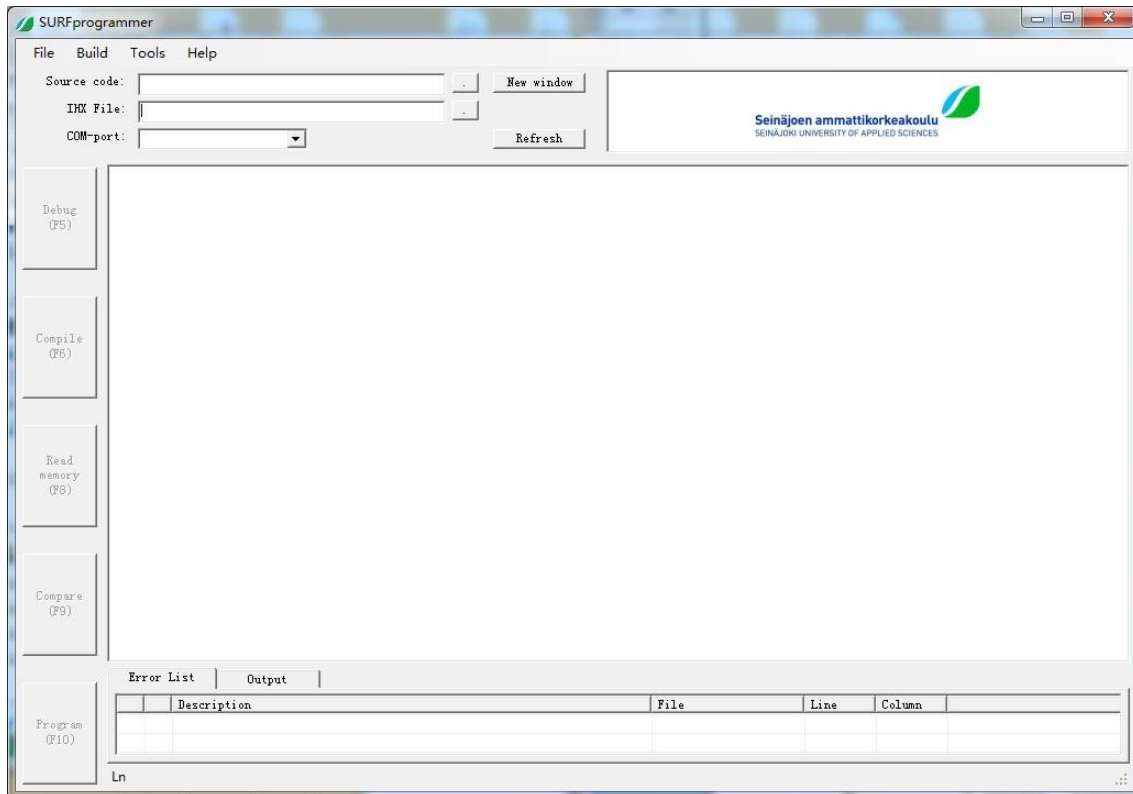 SURFprogrammer
File Build Tools Help
Source code: . New window
IHX File: .
COM-port: Refresh
Seinäjoen ammattikorkeakoulu
SEINÄJOKI UNIVERSITY OF APPLIED SCIENCES
Debug
(F5)
Compile
(F6)
Read
memory
(F8)
Compare
(F9)
Program
(F10)
Error List Output
Description File Line Column
Ln